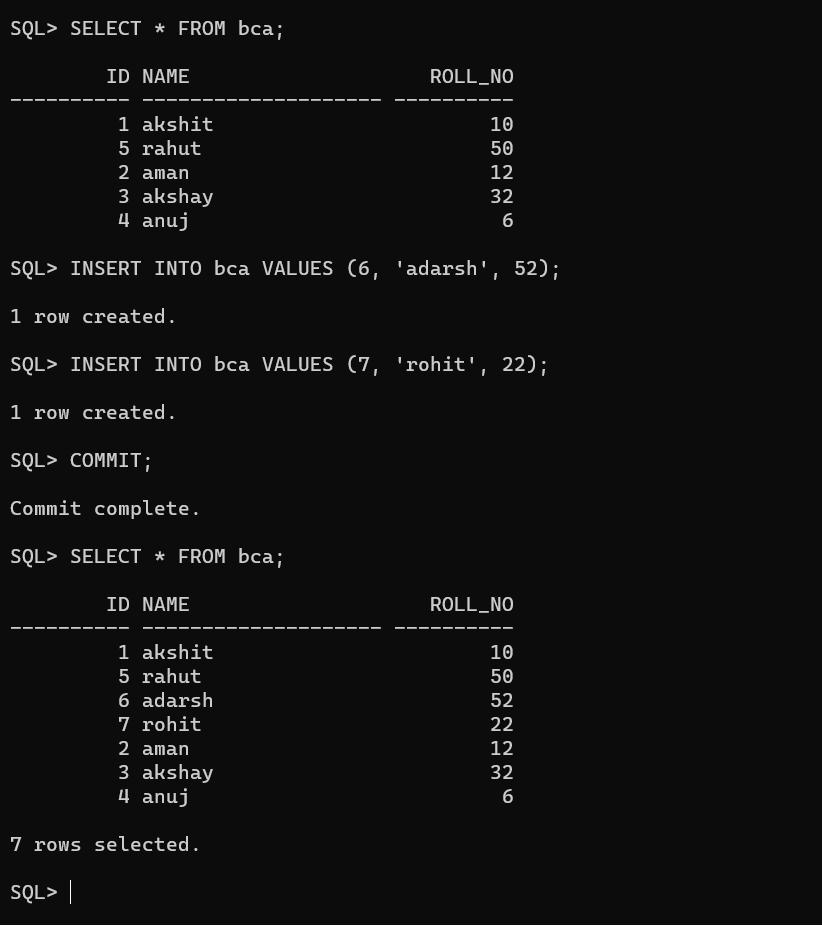 SQL> SELECT * FROM bca;
        ID NAME                    ROLL_NO
---------- -------------------- ----------
         1 akshit                       10
         5 rahut                        50
         2 aman                         12
         3 akshay                       32
         4 anuj                          6
SQL> INSERT INTO bca VALUES (6, 'adarsh', 52);
1 row created.
SQL> INSERT INTO bca VALUES (7, 'rohit', 22);
1 row created.
SQL> COMMIT;
Commit complete.
SQL> SELECT * FROM bca;
        ID NAME                    ROLL_NO
---------- -------------------- ----------
         1 akshit                       10
         5 rahut                        50
         6 adarsh                       52
         7 rohit                        22
         2 aman                         12
         3 akshay                       32
         4 anuj                          6
7 rows selected.
SQL>